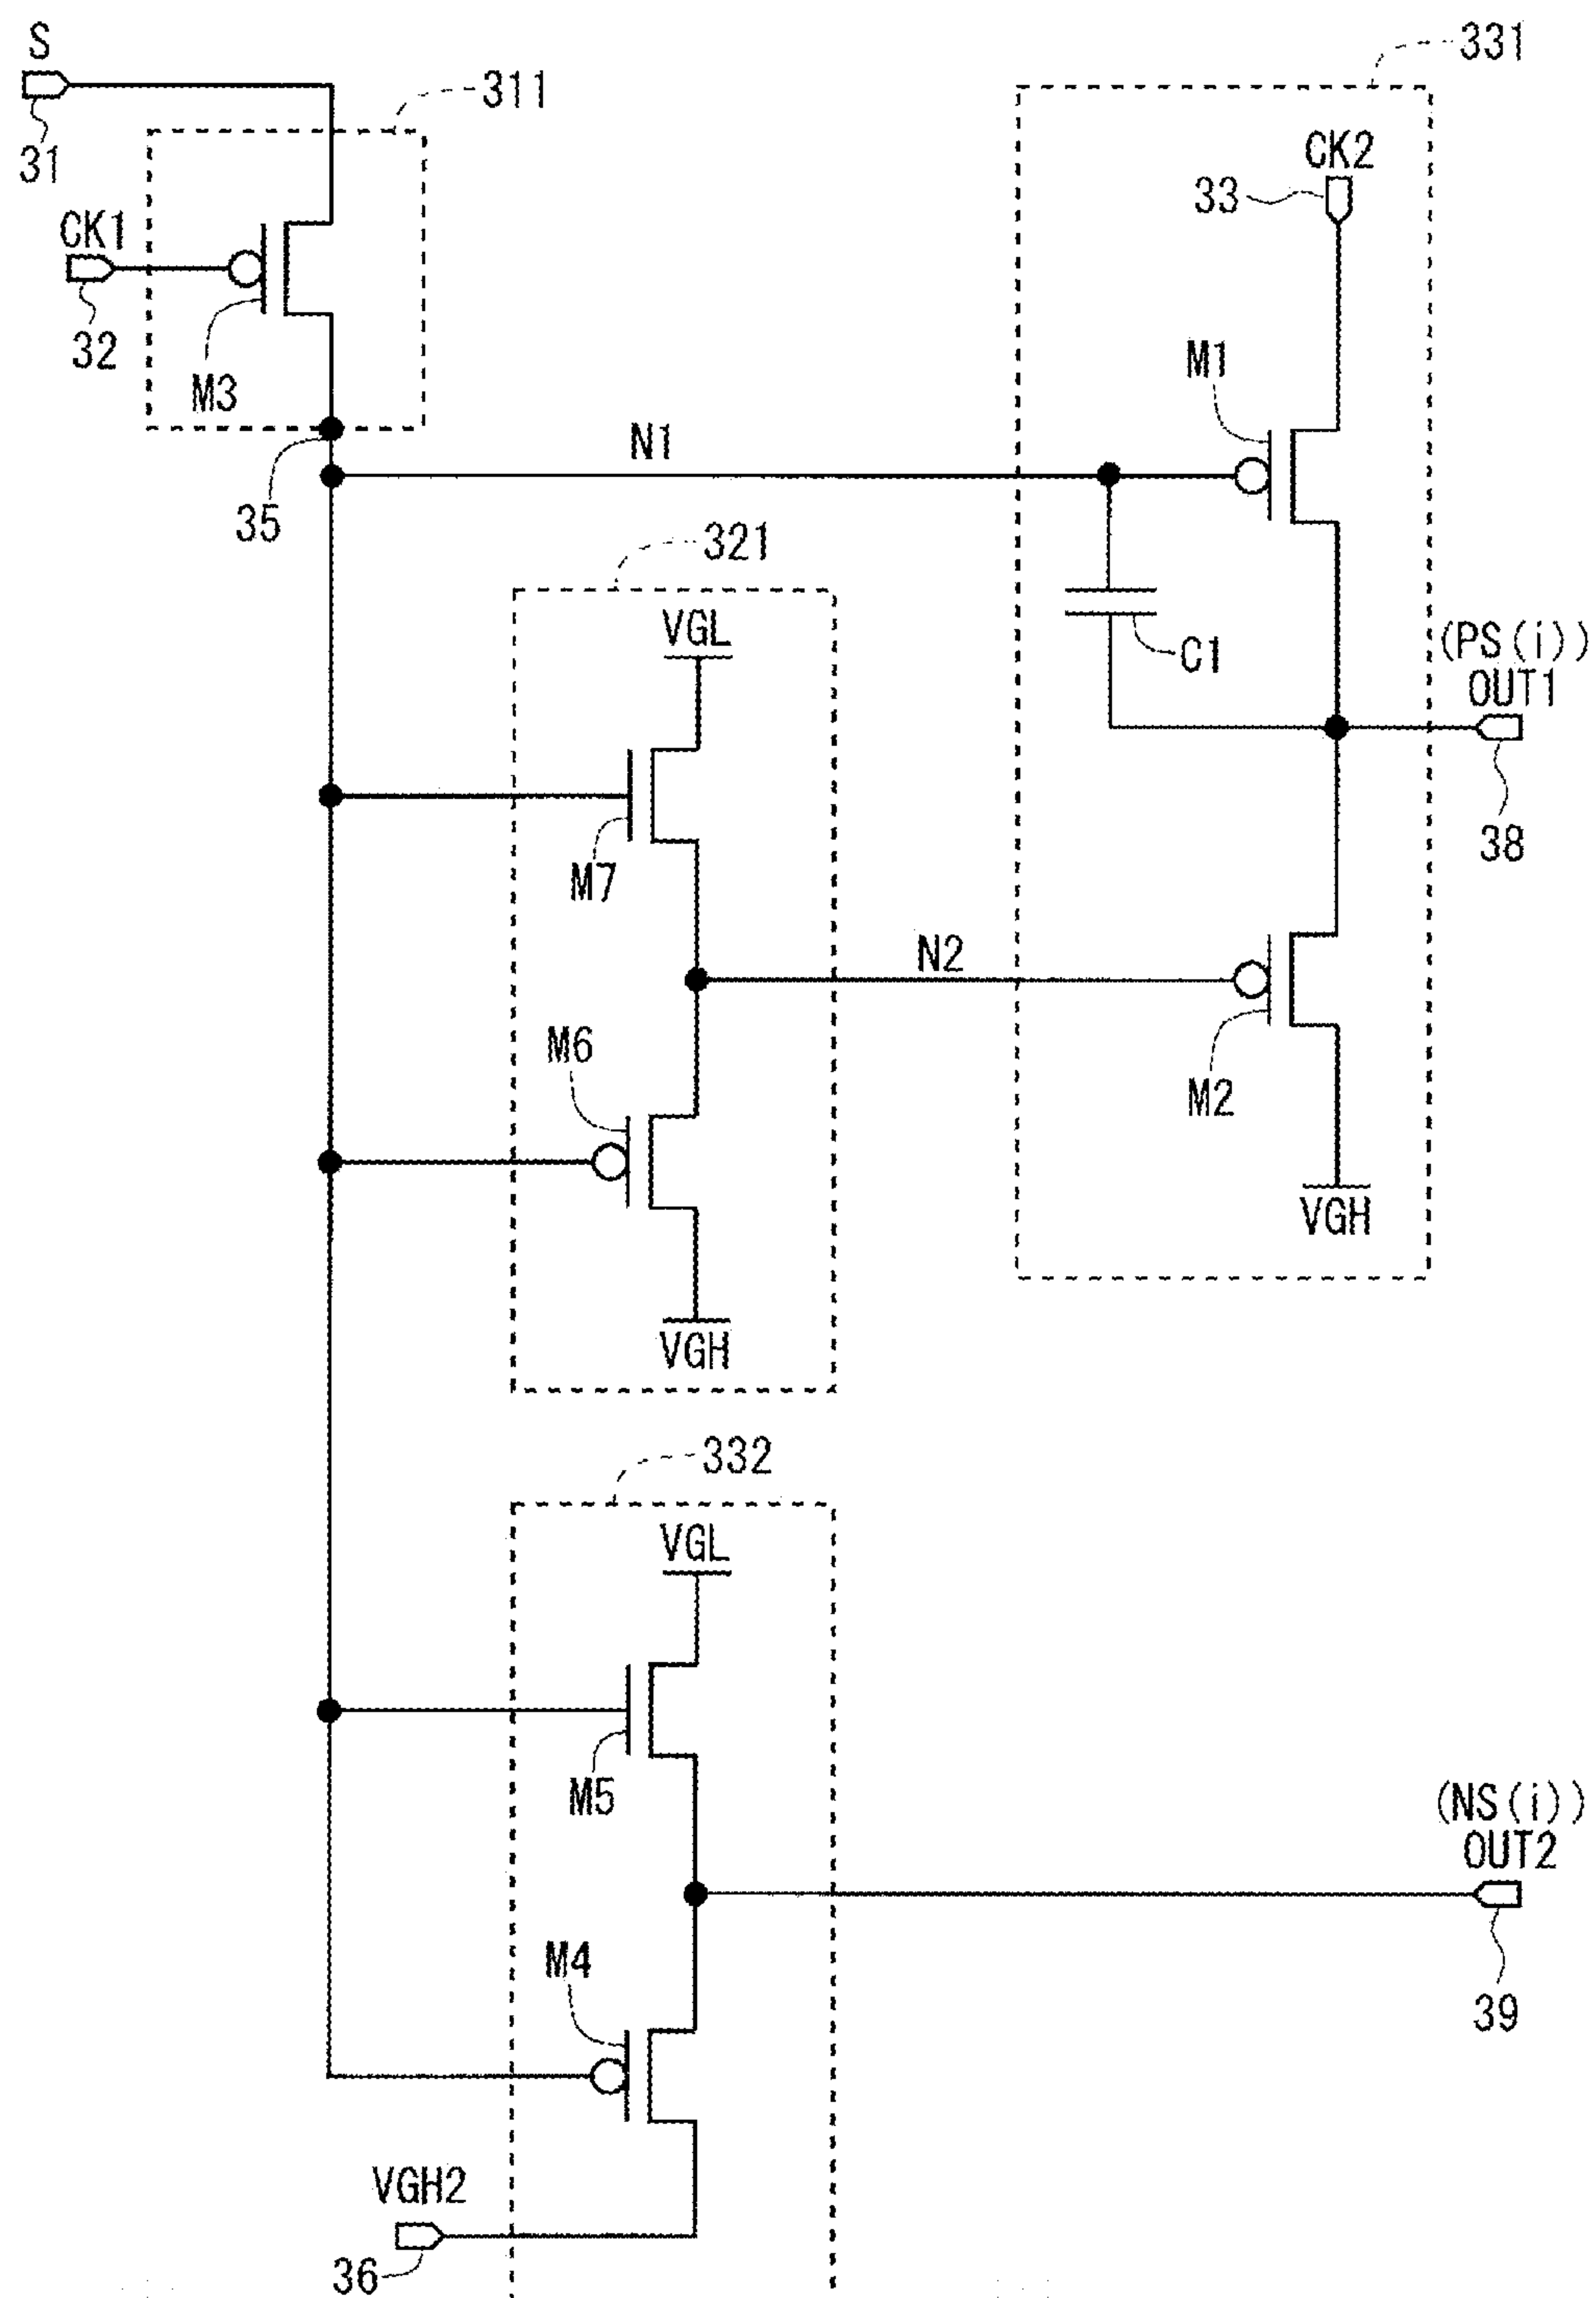 S
31
311
331
CK1
32
M3
CK2
33
M1
N1
35
C1
(PS(i))
OUT1
38
321
VGL
M7
N2
M6
M2
VGH
VGH
332
VGL
M5
(NS(i))
OUT2
39
M4
VGH2
36